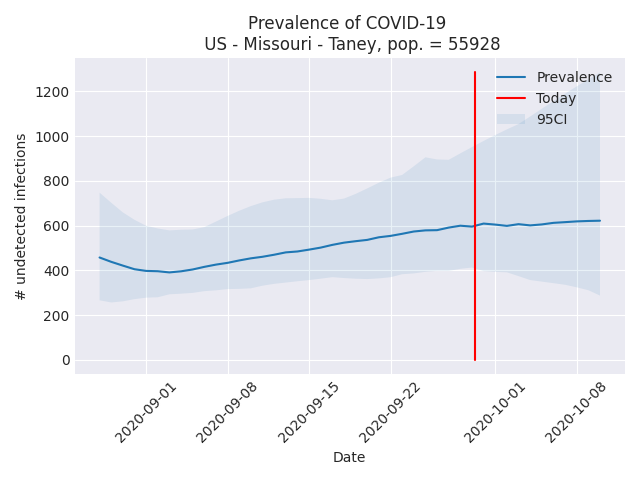 Prevalence of COVID-19
US - Missouri - Taney, pop. = 55928
Prevalence
Today
95CI
1200
1000
800
600
400
200
0
# undetected infections
2020-09-01
2020-09-08
2020-09-15
2020-09-22
2020-10-01
2020-10-08
Date